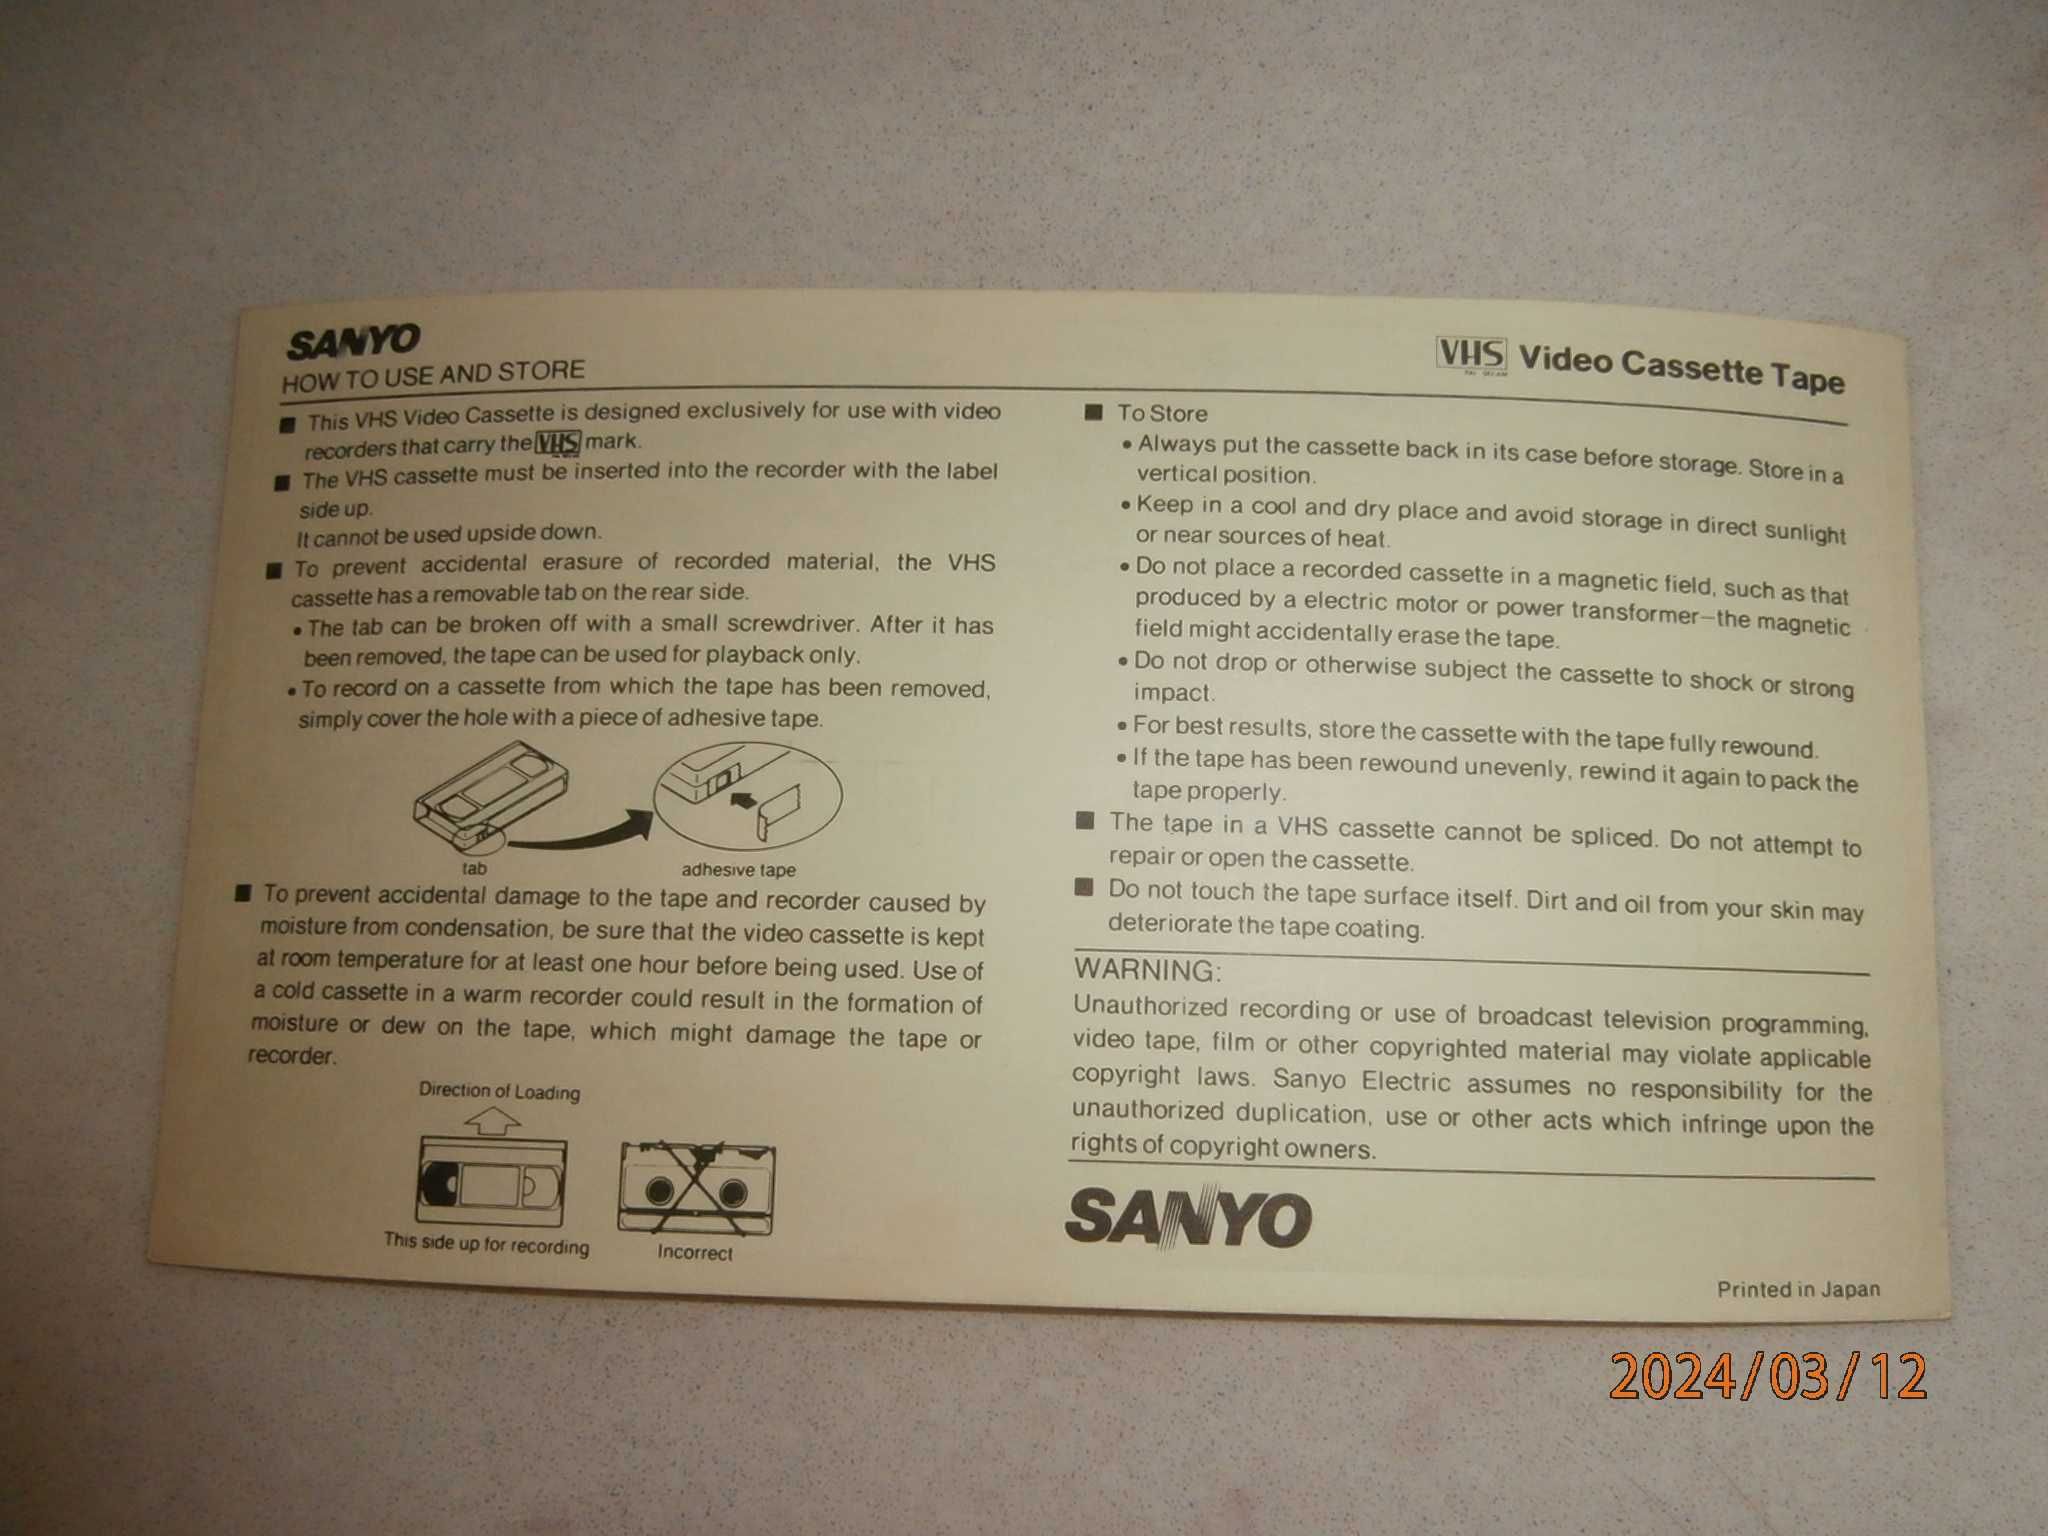 SANYO
HOW TO USE AND STORE
VHS Video Cassette Tape
■ This VHS Video Cassette is designed exclusively for use with video
recorders that carry the VHS mark.
■ The VHS cassette must be inserted into the recorder with the label
side up.
It cannot be used upside down.
■ To prevent accidental erasure of recorded material, the VHS
cassette has a removable tab on the rear side.
• The tab can be broken off with a small screwdriver. After it has
been removed, the tape can be used for playback only.
• To record on a cassette from which the tape has been removed,
simply cover the hole with a piece of adhesive tape.
tab
adhesive tape
■ To prevent accidental damage to the tape and recorder caused by
moisture from condensation, be sure that the video cassette is kept
at room temperature for at least one hour before being used. Use of
a cold cassette in a warm recorder could result in the formation of
moisture or dew on the tape, which might damage the tape or
recorder.
Direction of Loading
This side up for recording
Incorrect
■ To Store
• Always put the cassette back in its case before storage. Store in a
vertical position.
• Keep in a cool and dry place and avoid storage in direct sunlight
or near sources of heat.
• Do not place a recorded cassette in a magnetic field, such as that
produced by a electric motor or power transformer—the magnetic
field might accidentally erase the tape.
• Do not drop or otherwise subject the cassette to shock or strong
impact.
• For best results, store the cassette with the tape fully rewound.
• If the tape has been rewound unevenly, rewind it again to pack the
tape properly.
■ The tape in a VHS cassette cannot be spliced. Do not attempt to
repair or open the cassette.
■ Do not touch the tape surface itself. Dirt and oil from your skin may
deteriorate the tape coating.
WARNING:
Unauthorized recording or use of broadcast television programming,
video tape, film or other copyrighted material may violate applicable
copyright laws. Sanyo Electric assumes no responsibility for the
unauthorized duplication, use or other acts which infringe upon the
rights of copyright owners.
SANYO
Printed in Japan
2024/03/12